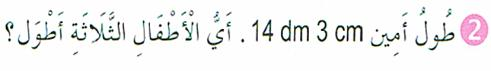 2 طُولُ أَمِين 14 dm 3 cm . أَيُّ الْأَطْفَالِ الثَّلَاثَةِ أَطْوَل؟